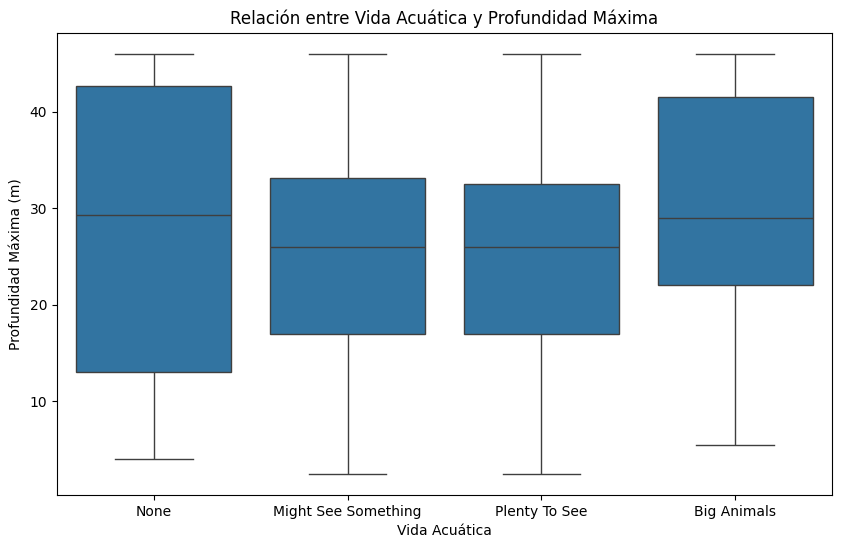 Relación entre Vida Acuática y Profundidad Máxima
Profundidad Máxima (m)
40
30
20
10
None
Might See Something
Plenty To See
Big Animals
Vida Acuática